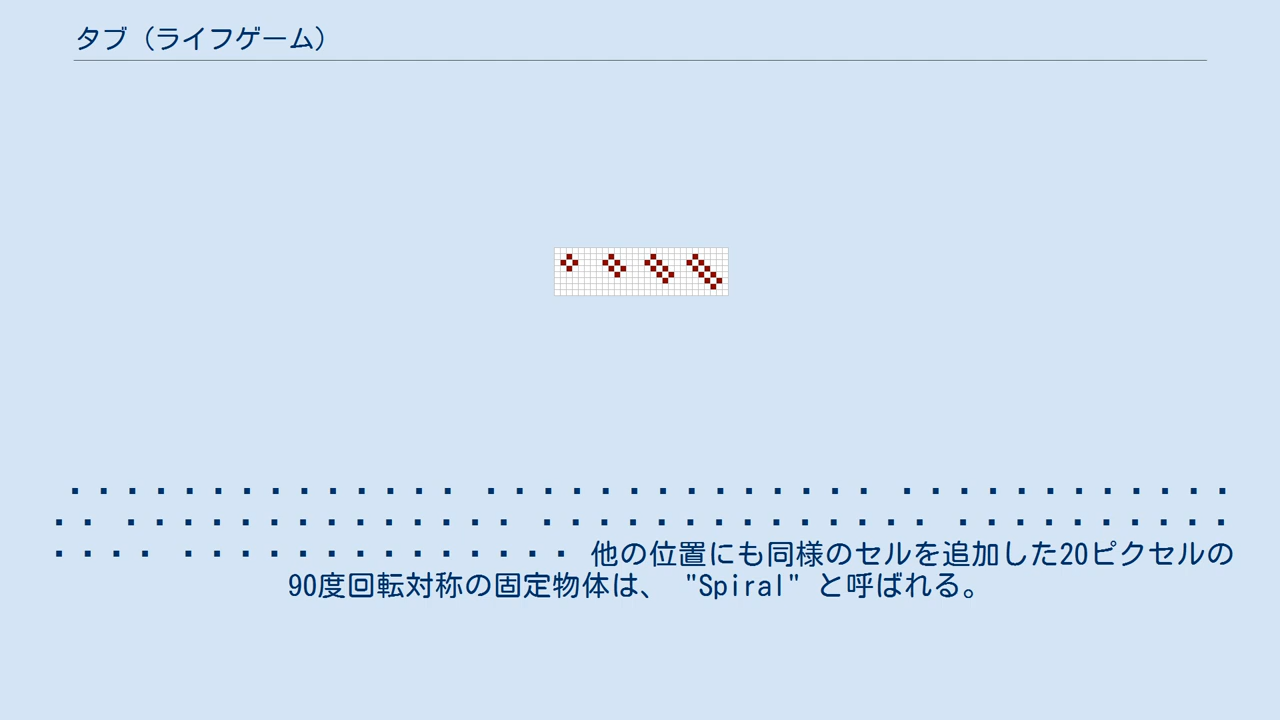 タブ（ライフゲーム）
・・・・・・・・・・・・・・ ・・・・・・・・・・・・・・ ・・・・・・・・・・・・
・・ ・・・・・・・・・・・・・・ ・・・・・・・・・・・・・・ ・・・・・・・・・・
・・・・ ・・・・・・・・・・・・・・ 他の位置にも同様のセルを追加した20ピクセルの
90度回転対称の固定物体は、 "Spiral" と呼ばれる。